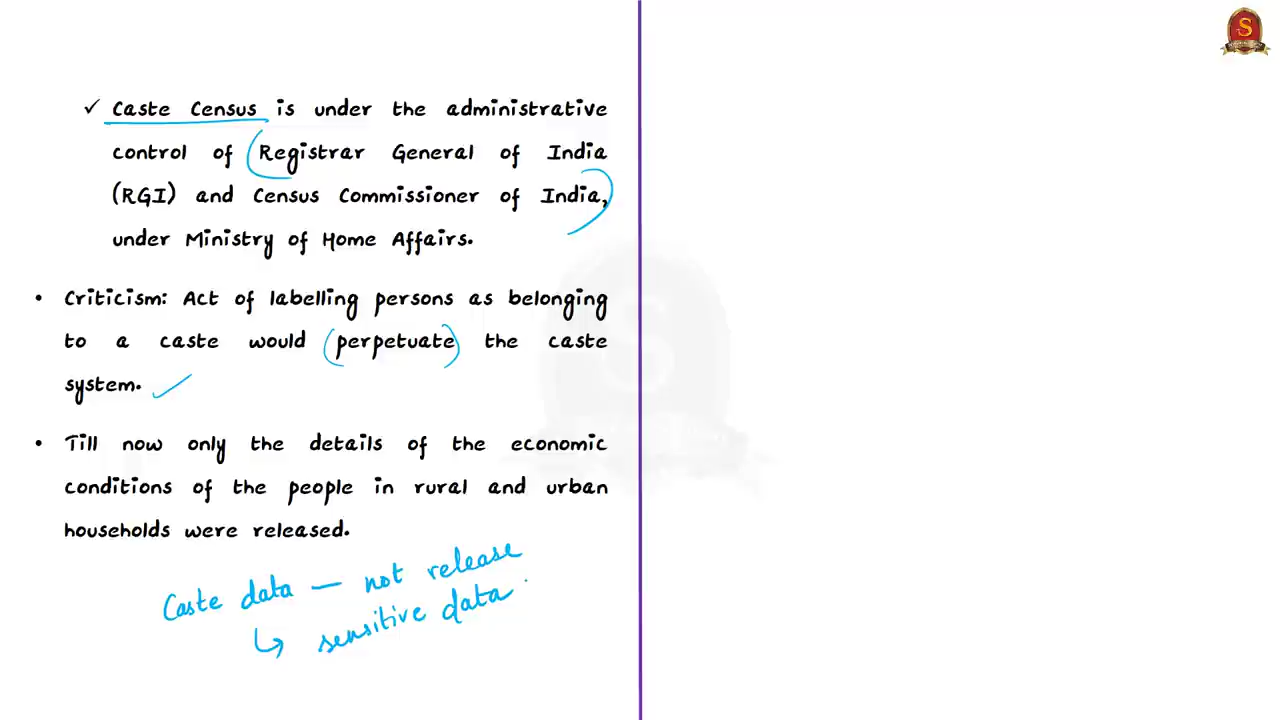 ✓ Caste Census is under the administrative
control of Registrar General of India
(RGI) and Census Commissioner of India,
under Ministry of Home Affairs.
• Criticism: Act of labelling persons as belonging
to a caste would (perpetuate) the caste
system.
• Till now only the details of the economic
conditions of the people in rural and urban
households were released.
Caste data — not release
↳ sensitive data
S